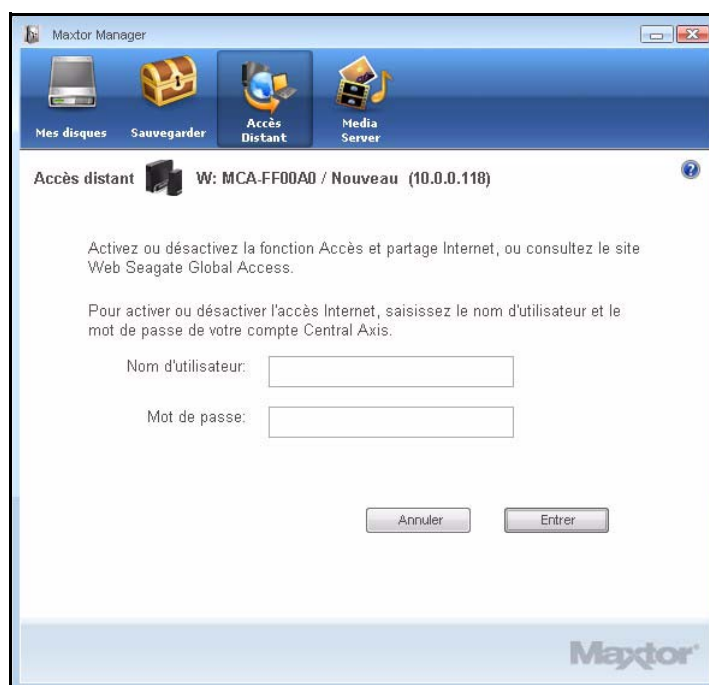 Maxtor Manager
Mes disques
Sauvegarder
Accès
Distant
Media
Server
Accès distant W: MCA-FF00A0 / Nouveau (10.0.0.118)
?
Activez ou désactivez la fonction Accès et partage Internet, ou consultez le site
Web Seagate Global Access.
Pour activer ou désactiver l'accès Internet, saisissez le nom d'utilisateur et le
mot de passe de votre compte Central Axis.
Nom d'utilisateur:
Mot de passe:
Annuler
Entrer
Maxtor